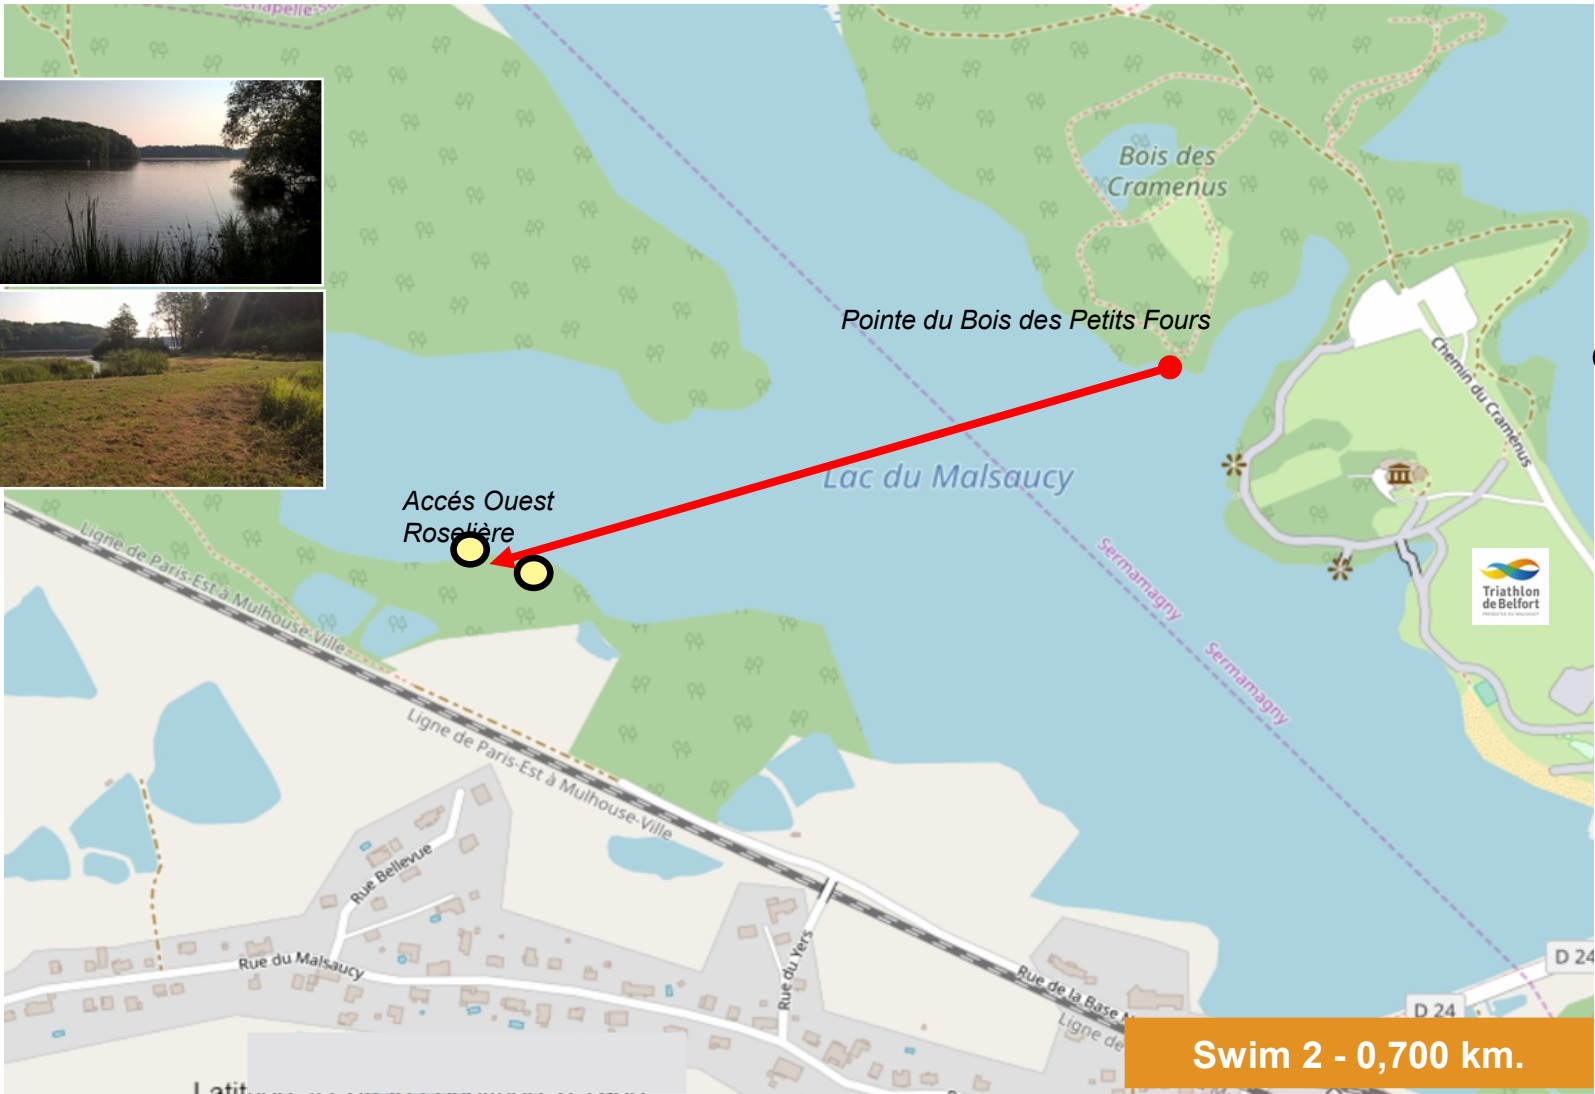 Bois des
Cramenus
Pointe du Bois des Petits Fours
Chemin du Cramenus
Lac du Malsaucy
Accés Ouest
Roselière
Ligne de Paris-Est à Mulhouse-Ville
Sermamagny
Sermamagny
Triathlon
de Belfort
Ligne de Paris-Est à Mulhouse-Ville
Rue Bellevue
Rue du Malsaucy
Rue du Yers
Rue de la Base
Ligne de
D 24
D 24
Swim 2 - 0,700 km.